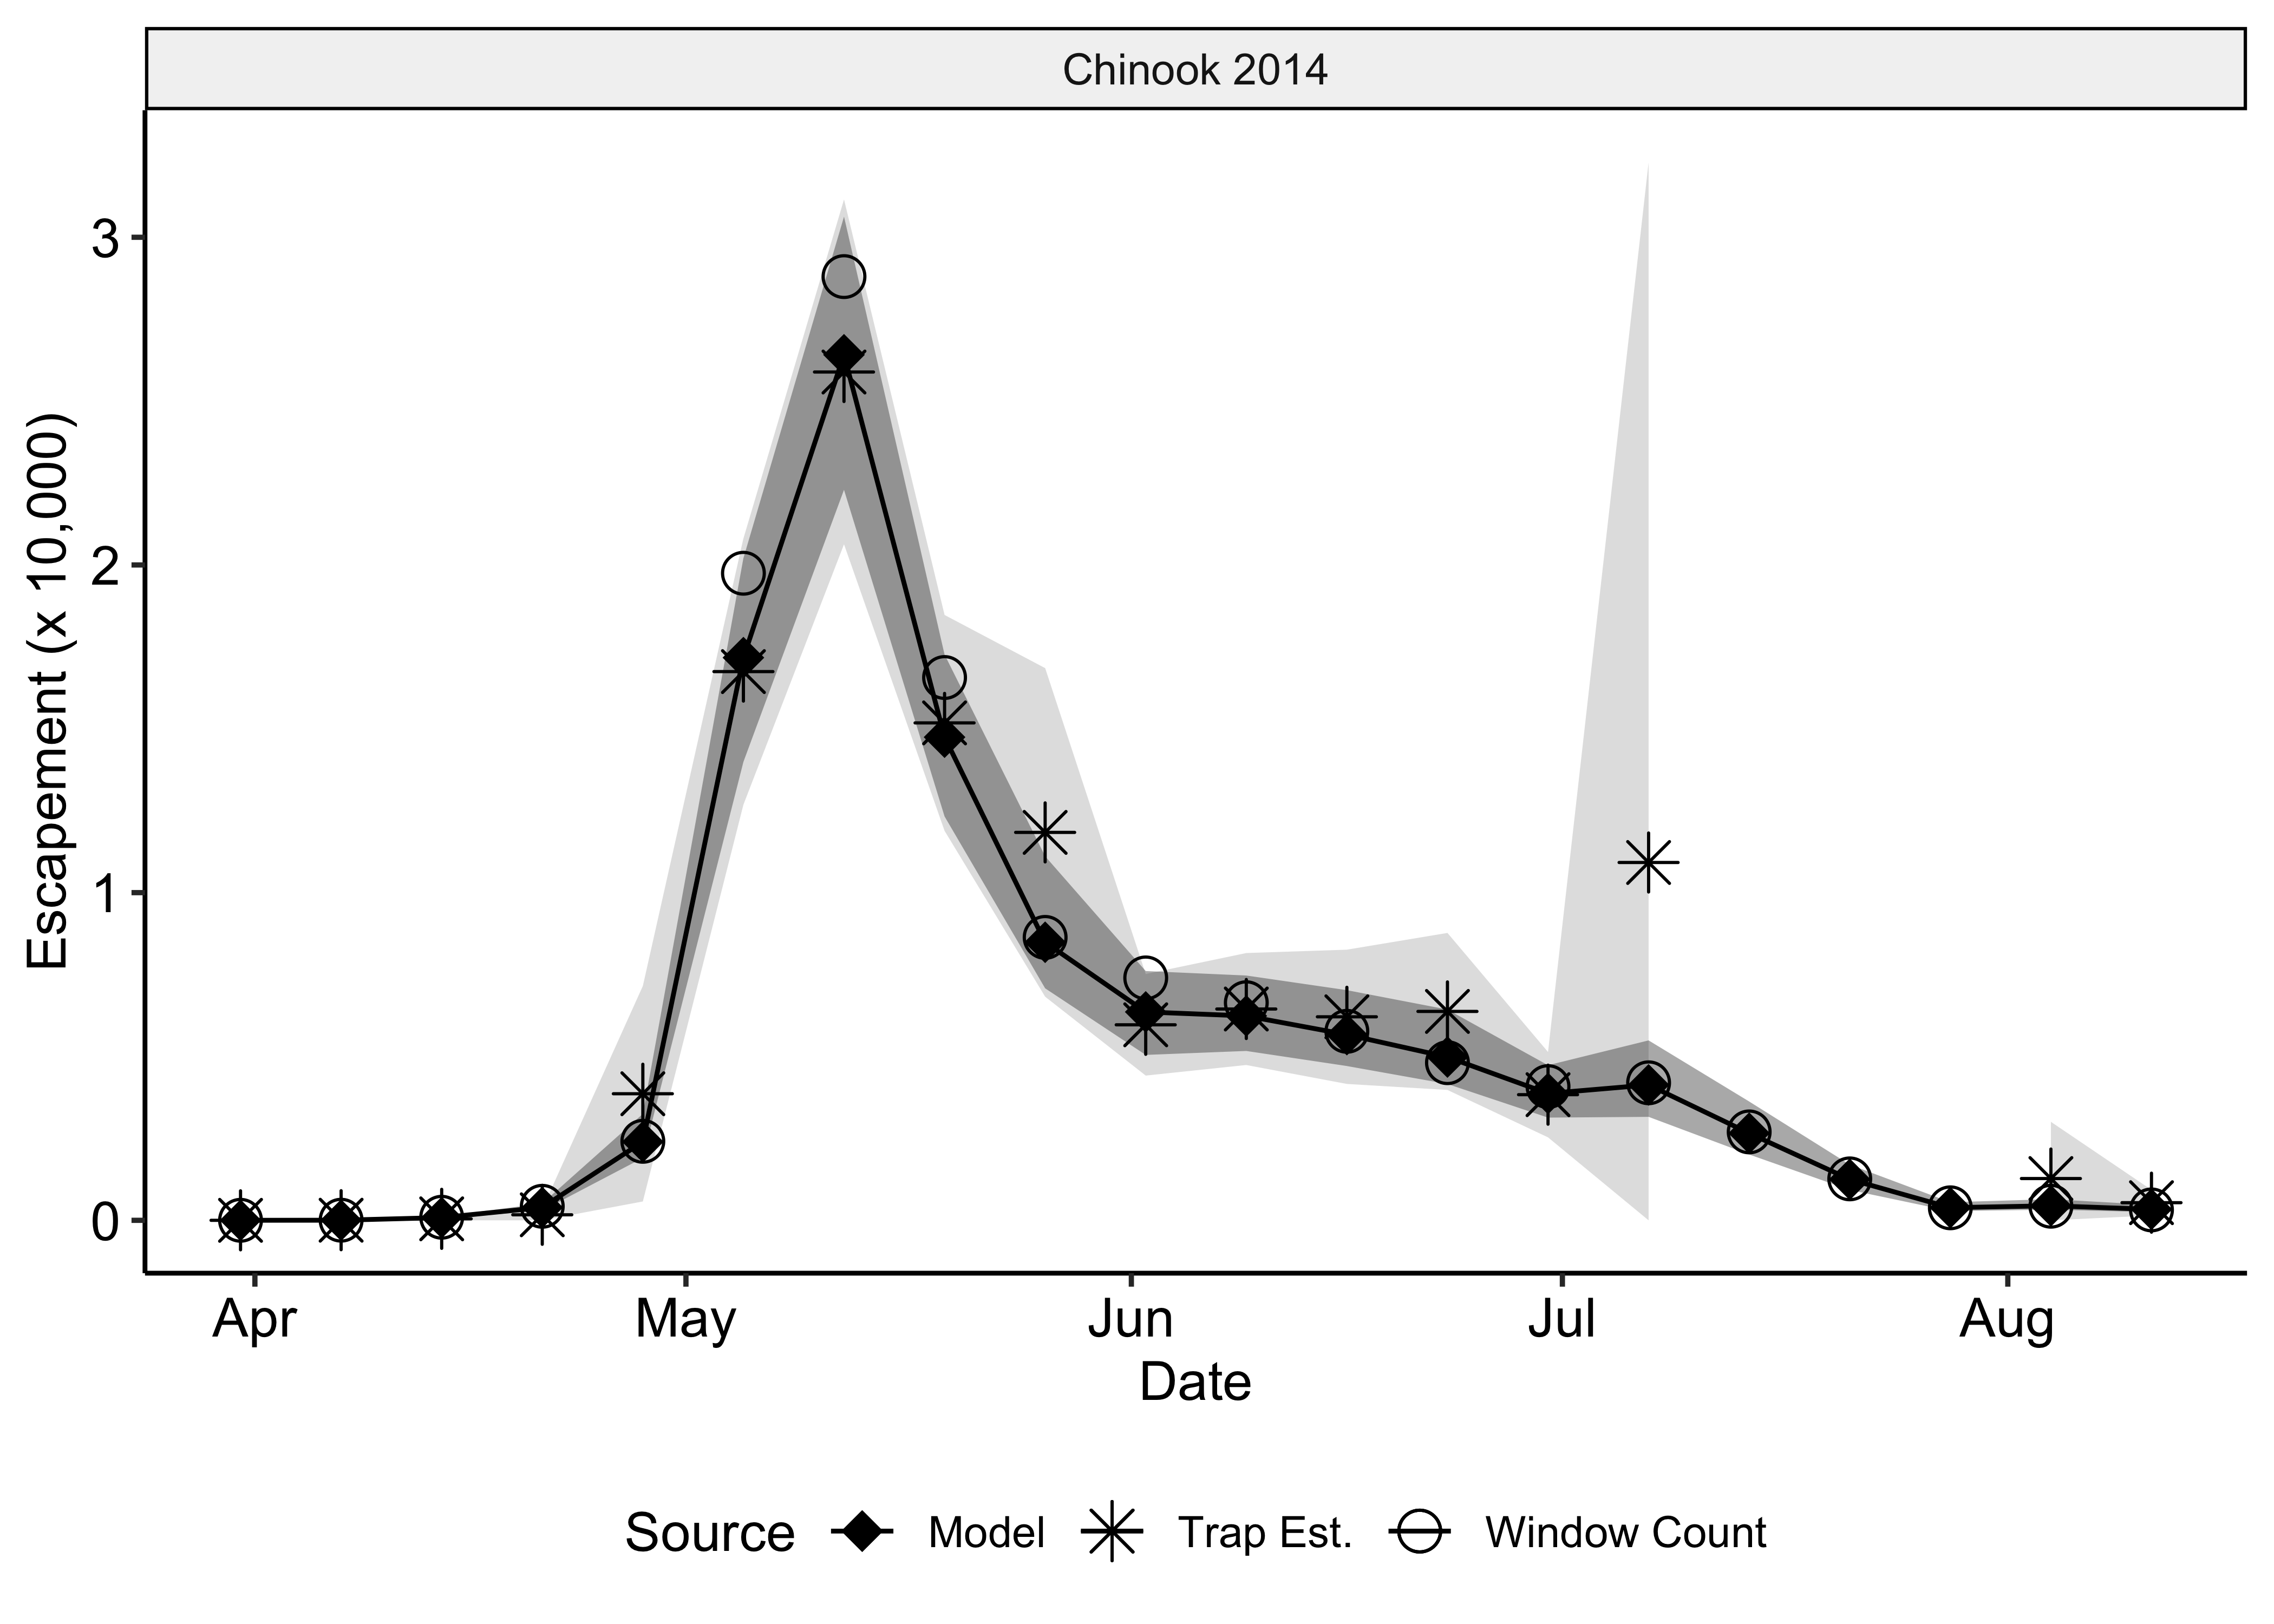 Chinook 2014
Escapement (x 10,000)
3
2
1
0
Apr May Jun Jul Aug
Date
Source Model Trap Est. Window Count